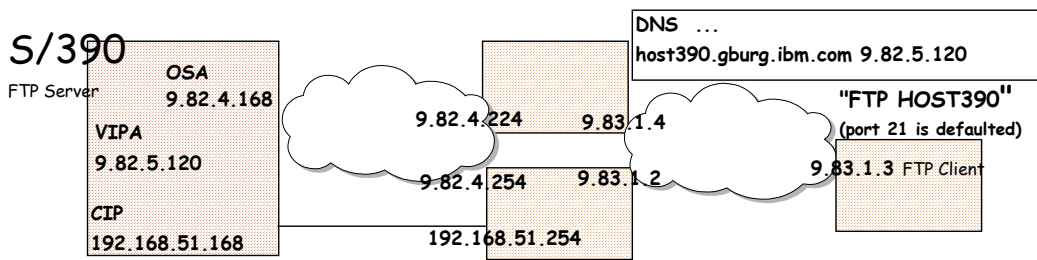 S/390
FTP Server
OSA
9.82.4.168
VIPA
9.82.5.120
CIP
192.168.51.168
9.82.4.224
9.82.4.254
192.168.51.254
9.83.1.4
9.83.1.2
DNS ...
host390.gburg.ibm.com 9.82.5.120
"FTP HOST390"
(port 21 is defaulted)
9.83.1.3 FTP Client